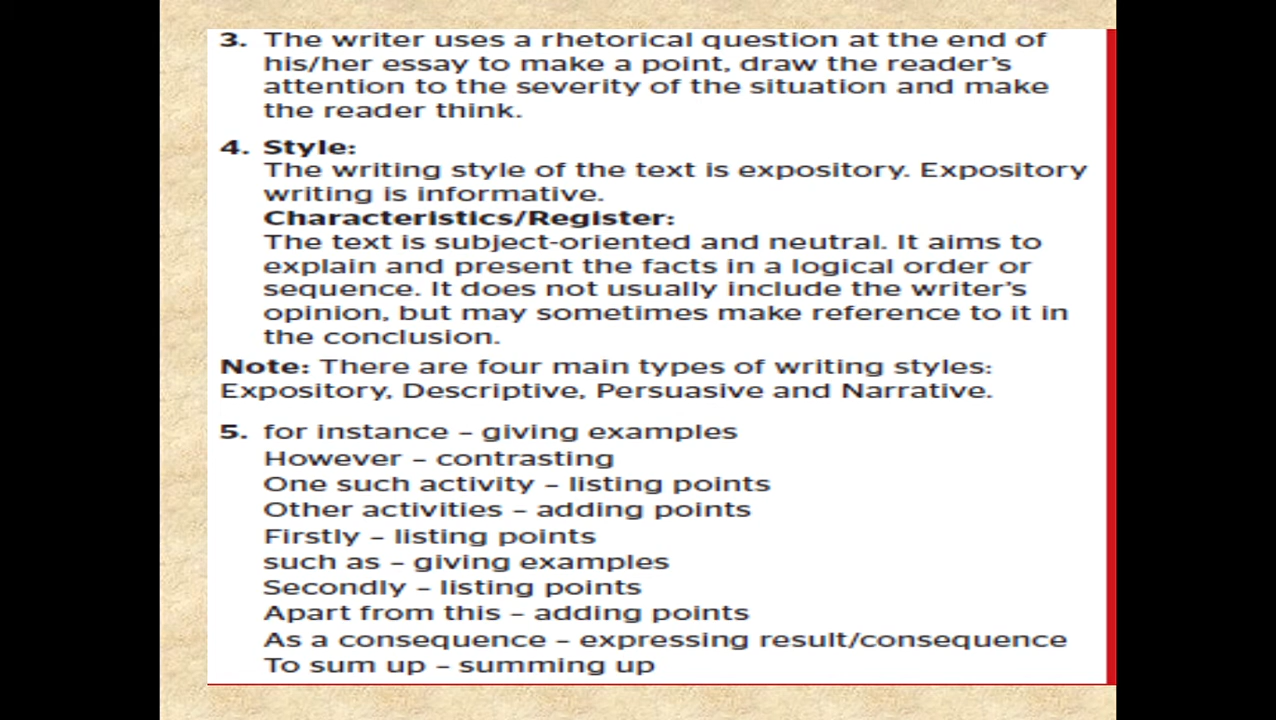 3. The writer uses a rhetorical question at the end of
his/her essay to make a point, draw the reader's
attention to the severity of the situation and make
the reader think.
4. Style:
The writing style of the text is expository. Expository
writing is informative.
Characteristics/Register:
The text is subject-oriented and neutral. It aims to
explain and present the facts in a logical order or
sequence. It does not usually include the writer's
opinion, but may sometimes make reference to it in
the conclusion.
Note: There are four main types of writing styles:
Expository, Descriptive, Persuasive and Narrative.
5. for instance – giving examples
However – contrasting
One such activity – listing points
Other activities – adding points
Firstly – listing points
such as – giving examples
Secondly – listing points
Apart from this – adding points
As a consequence – expressing result/consequence
To sum up – summing up